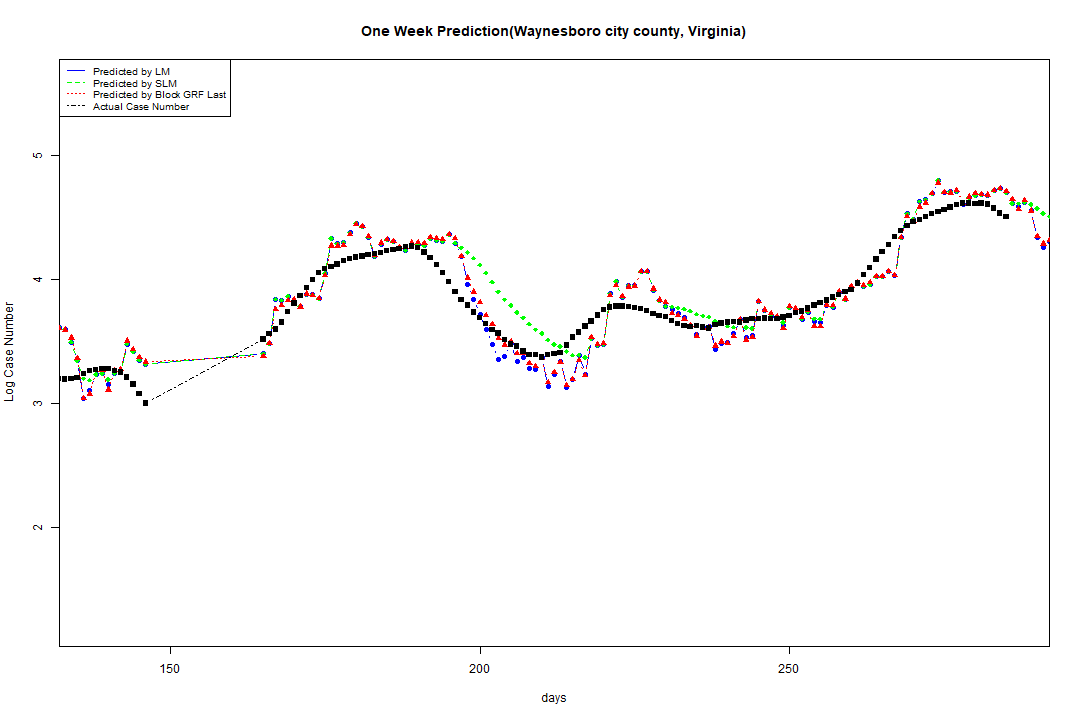 One Week Prediction(Waynesboro city county, Virginia)
Predicted by LM
Predicted by SLM
Predicted by Block GRF Last
Actual Case Number
5
4
3
2
Log Case Number
150 200 250
days